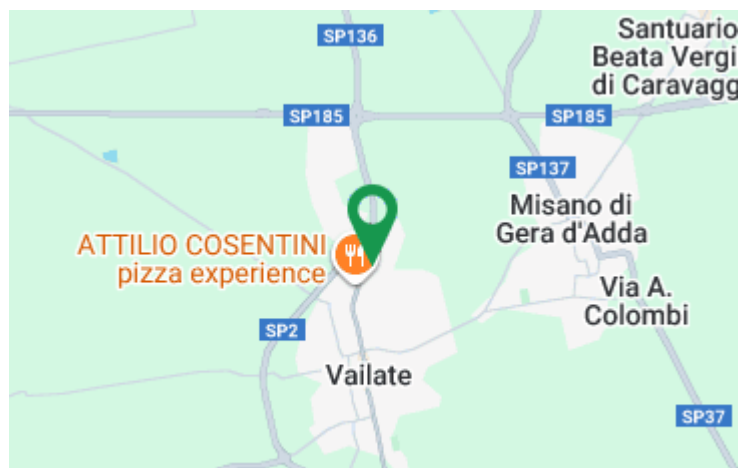 Santuario
Beata Vergi
di Caravagg
SP136
SP185
SP185
SP137
Misano di
Gera d'Adda
ATTILIO COSENTINI
pizza experience
Via A.
Colombi
SP2
Vailate
SP37